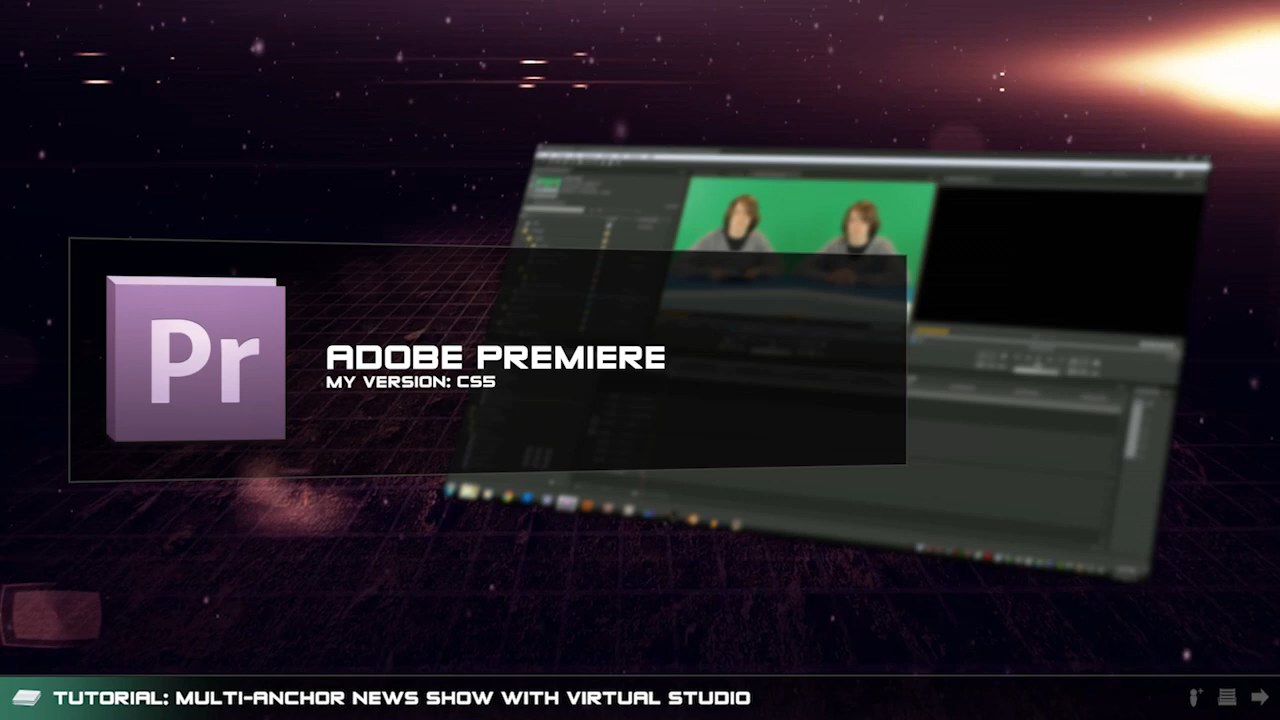 Pr
ADOBE PREMIERE
MY VERSION: CS5
TUTORIAL: MULTI-ANCHOR NEWS SHOW WITH VIRTUAL STUDIO